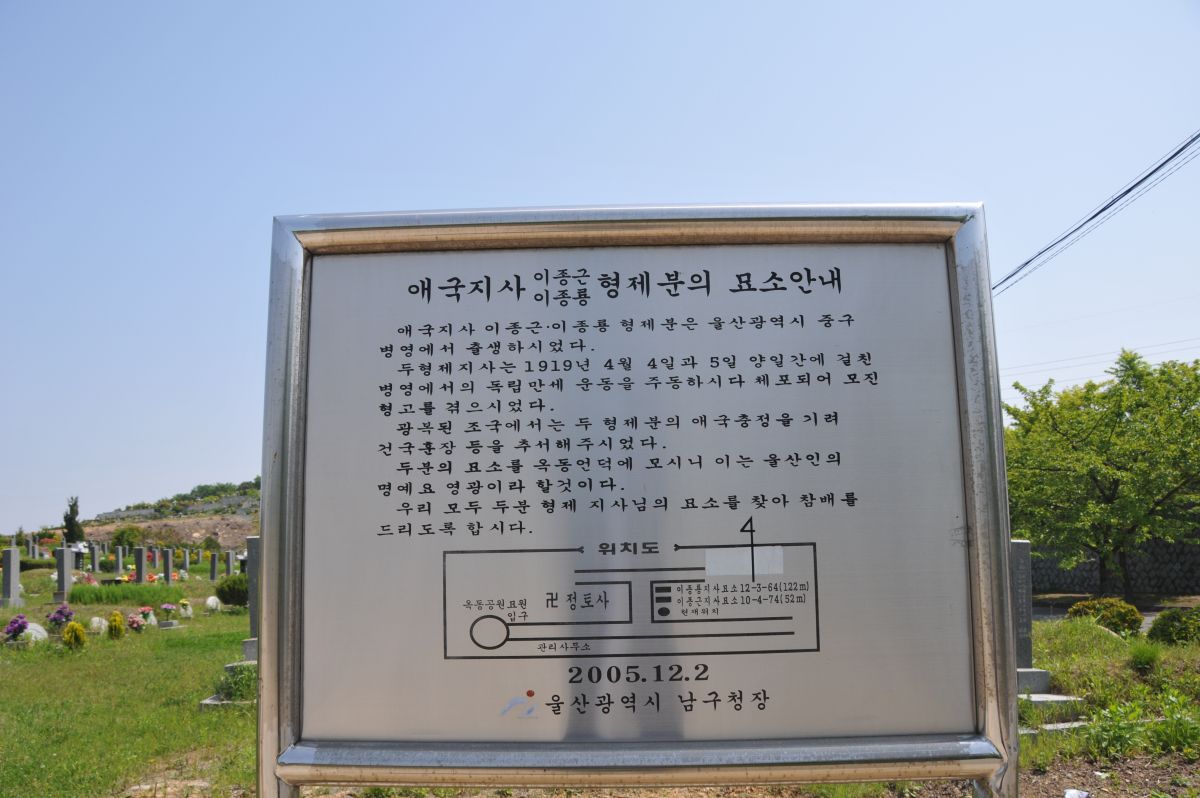 애국지사 이종근 이종룡 형제분의 묘소안내
애국지사 이종근·이종룡 형제분은 울산광역시 중구
병영에서 출생하시었다.
두형제지사는 1919년 4월 4일과 5일 양일간에 걸친
병영에서의 독립만세 운동을 주동하시다 체포되어 모진
형고를 겪으시었다.
광복된 조국에서는 두 형제분의 애국충정을 기려
건국훈장 등을 추서해주시었다.
두분의 묘소를 옥동언덕에 모시니 이는 울산인의
명예요 영광이라 할것이다.
우리 모두 두분 형제 지사님의 묘소를 찾아 참배를
드리도록 합시다.
위치도
4
이종룡지사묘소12-3-64(122m)
이종근지사묘소10-4-74(52m)
현재위치
卍 정토사
옥동공원묘원
입구
관리사무소
2005.12.2
울산광역시 남구청장